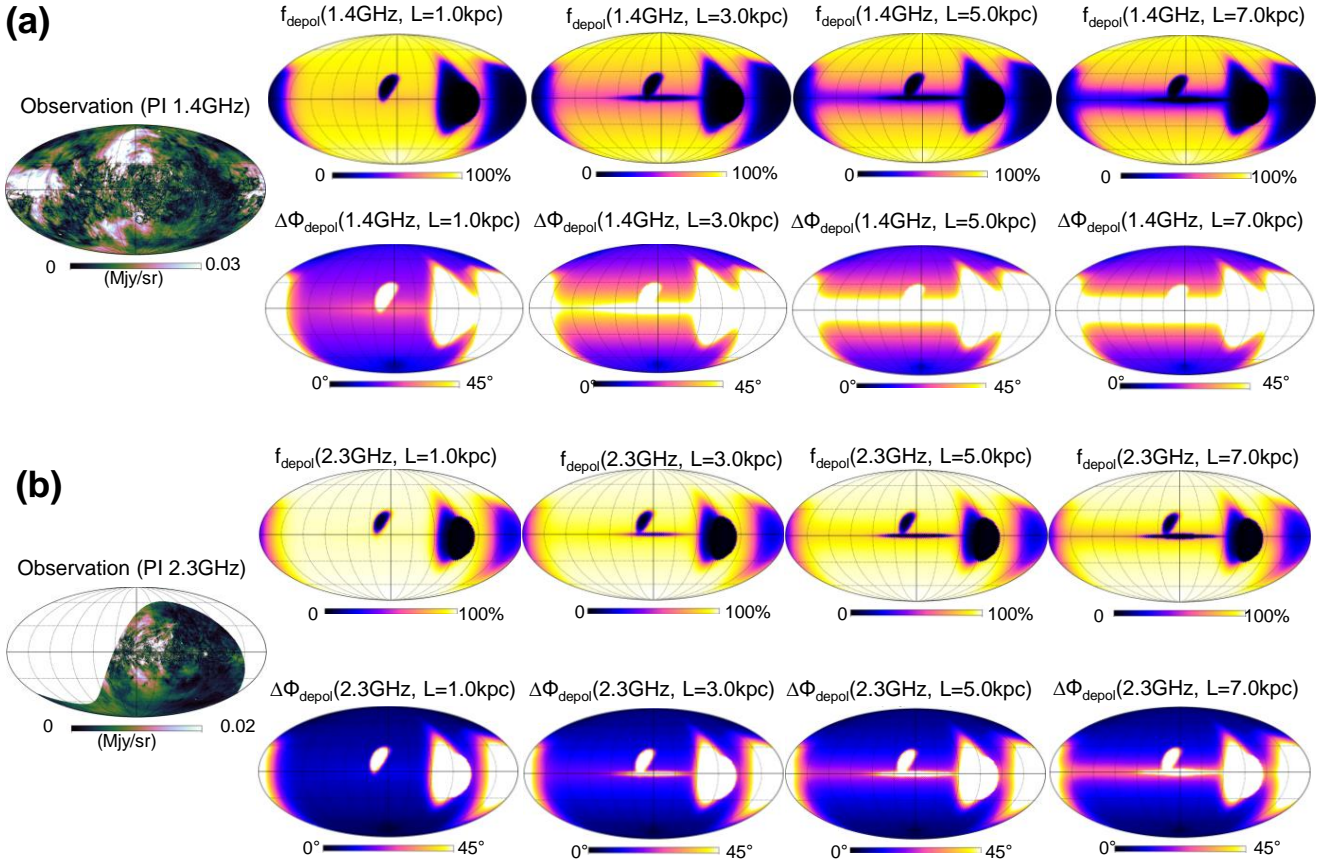 (a)
f_depol(1.4GHz, L=1.0kpc) f_depol(1.4GHz, L=3.0kpc) f_depol(1.4GHz, L=5.0kpc) f_depol(1.4GHz, L=7.0kpc)
Observation (PI 1.4GHz)
0 100% 0 100% 0 100% 0 100%
ΔΦ_depol(1.4GHz, L=1.0kpc) ΔΦ_depol(1.4GHz, L=3.0kpc) ΔΦ_depol(1.4GHz, L=5.0kpc) ΔΦ_depol(1.4GHz, L=7.0kpc)
0 0.03
(Mjy/sr)
0° 45° 0° 45° 0° 45° 0° 45°
(b)
f_depol(2.3GHz, L=1.0kpc) f_depol(2.3GHz, L=3.0kpc) f_depol(2.3GHz, L=5.0kpc) f_depol(2.3GHz, L=7.0kpc)
Observation (PI 2.3GHz)
0 100% 0 100% 0 100% 0 100%
ΔΦ_depol(2.3GHz, L=1.0kpc) ΔΦ_depol(2.3GHz, L=3.0kpc) ΔΦ_depol(2.3GHz, L=5.0kpc) ΔΦ_depol(2.3GHz, L=7.0kpc)
0 0.02
(Mjy/sr)
0° 45° 0° 45° 0° 45° 0° 45°